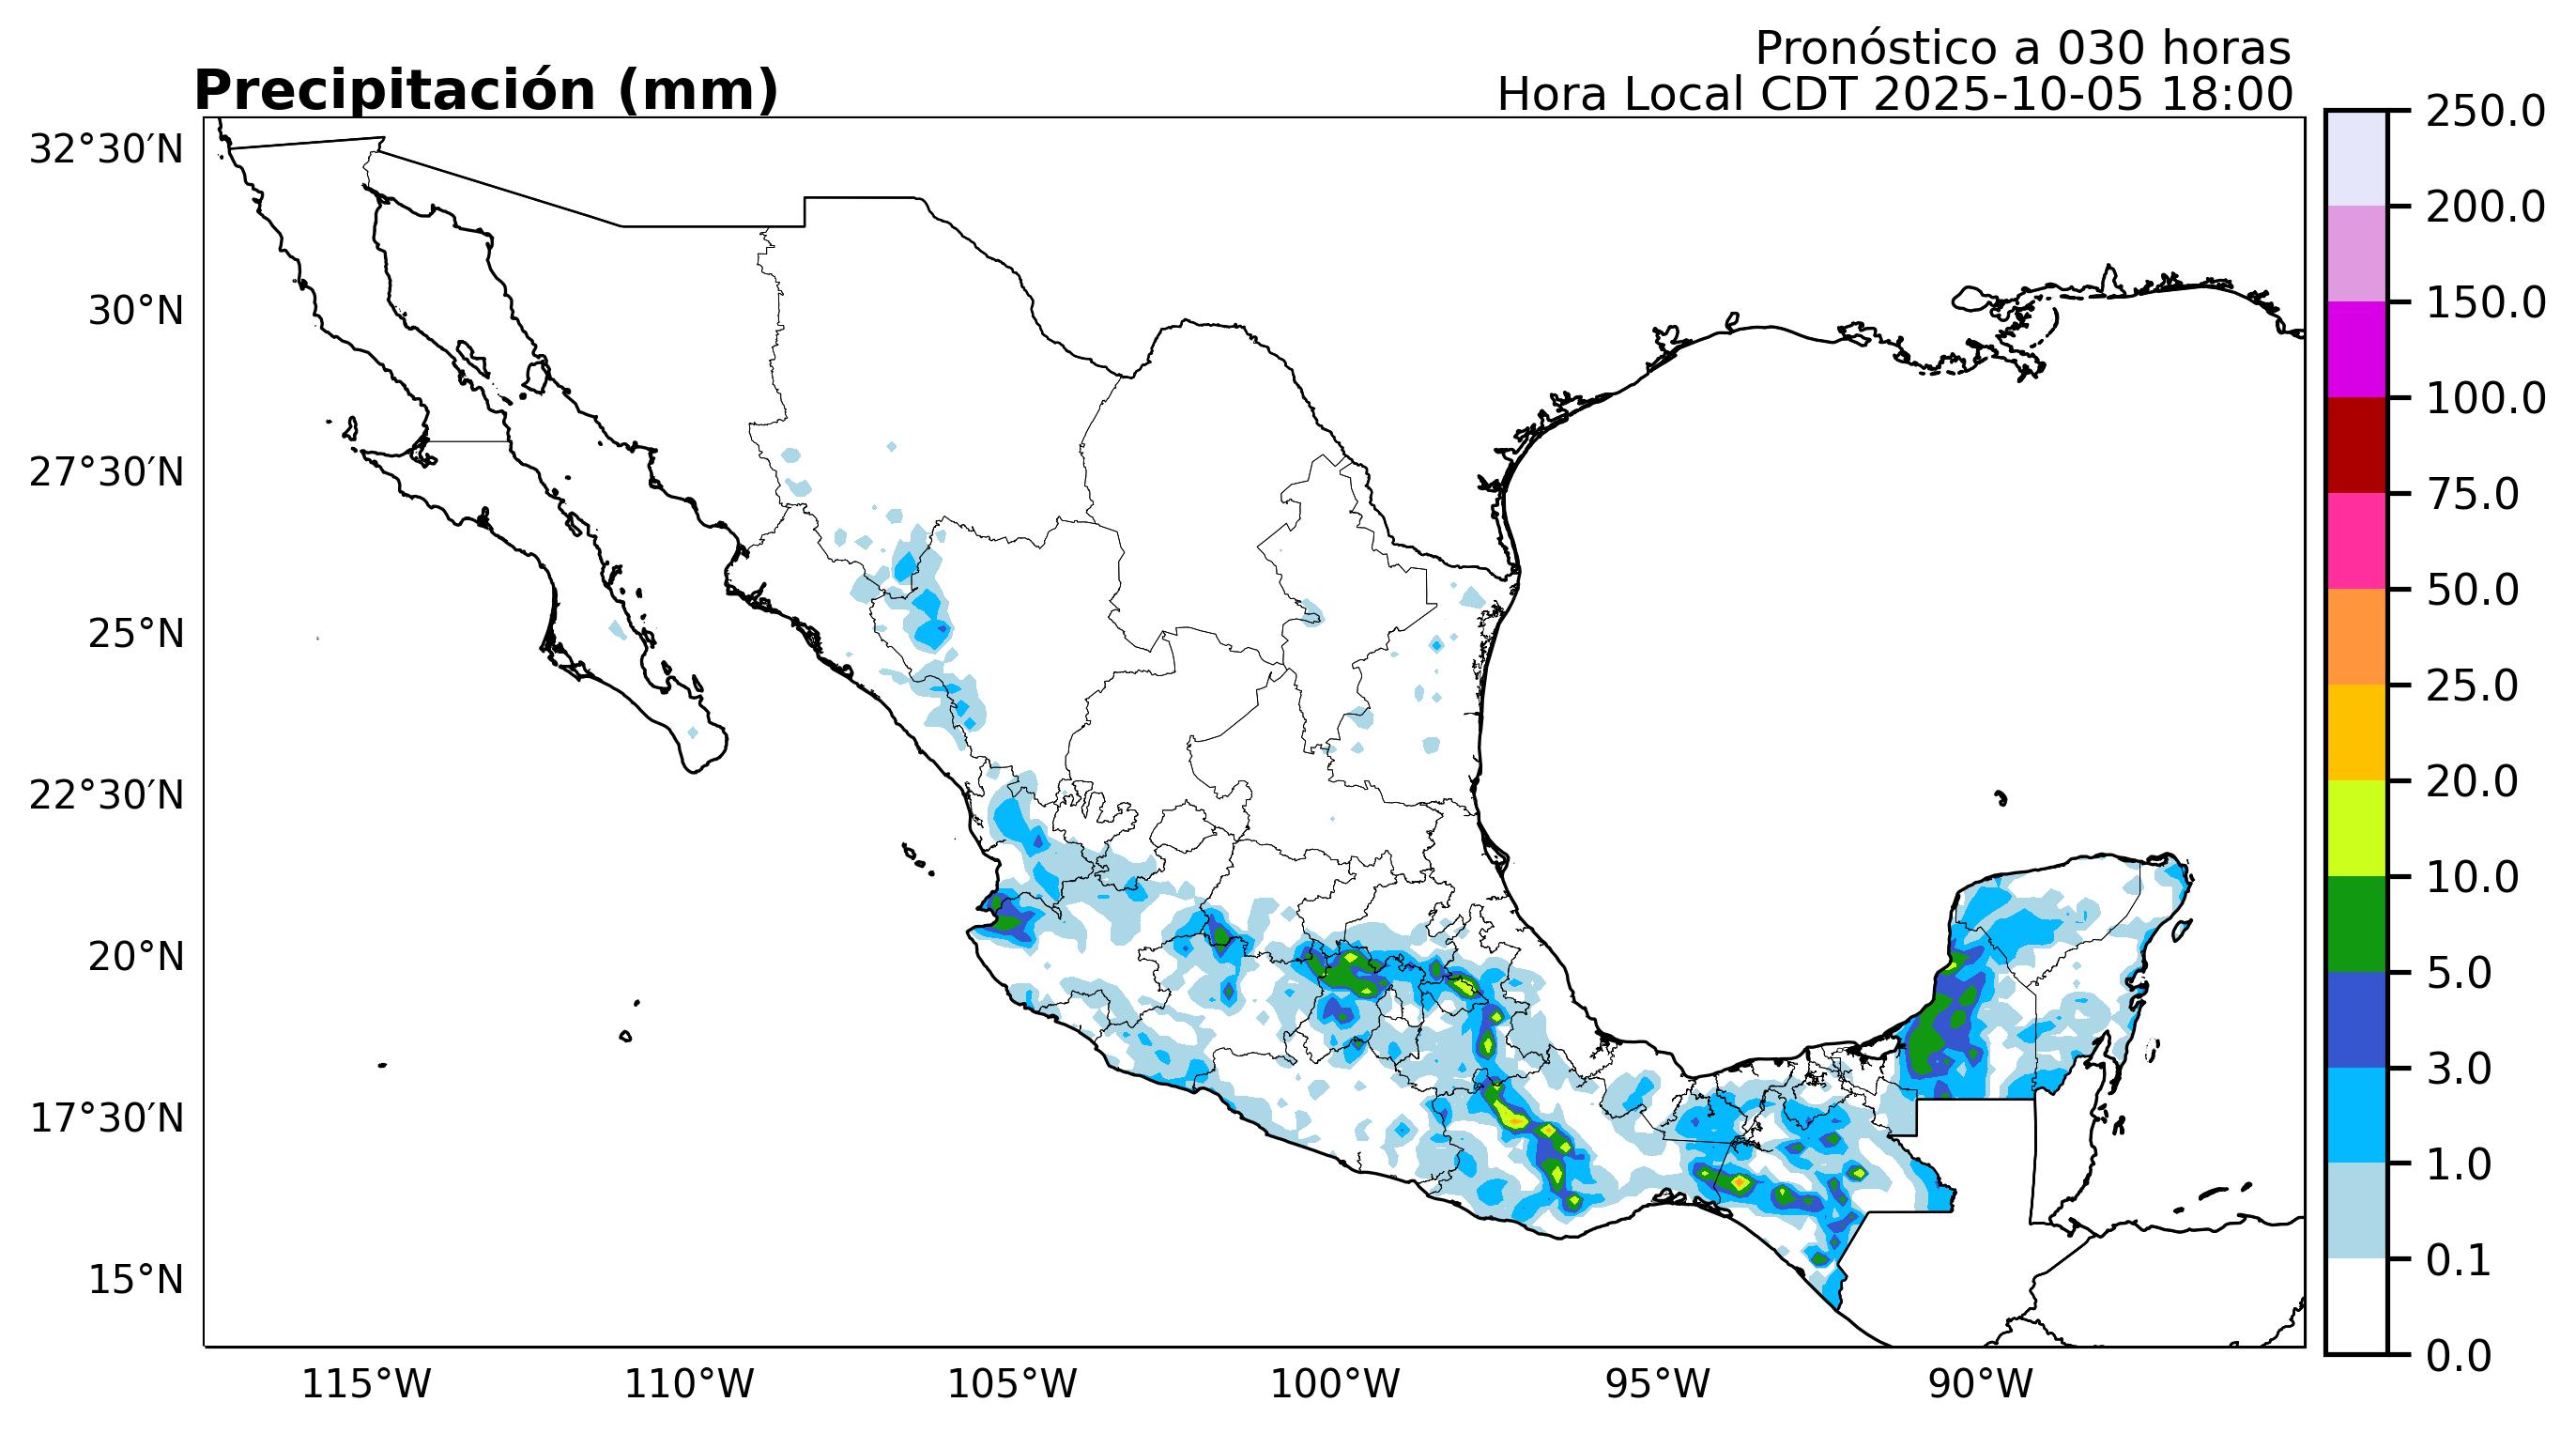 Pronóstico a 030 horas
Precipitación (mm)
Hora Local CDT 2025-10-05 18:00
32°30′N
30°N
27°30′N
25°N
22°30′N
20°N
17°30′N
15°N
115°W
110°W
105°W
100°W
95°W
90°W
250.0
200.0
150.0
100.0
75.0
50.0
25.0
20.0
10.0
5.0
3.0
1.0
0.1
0.0